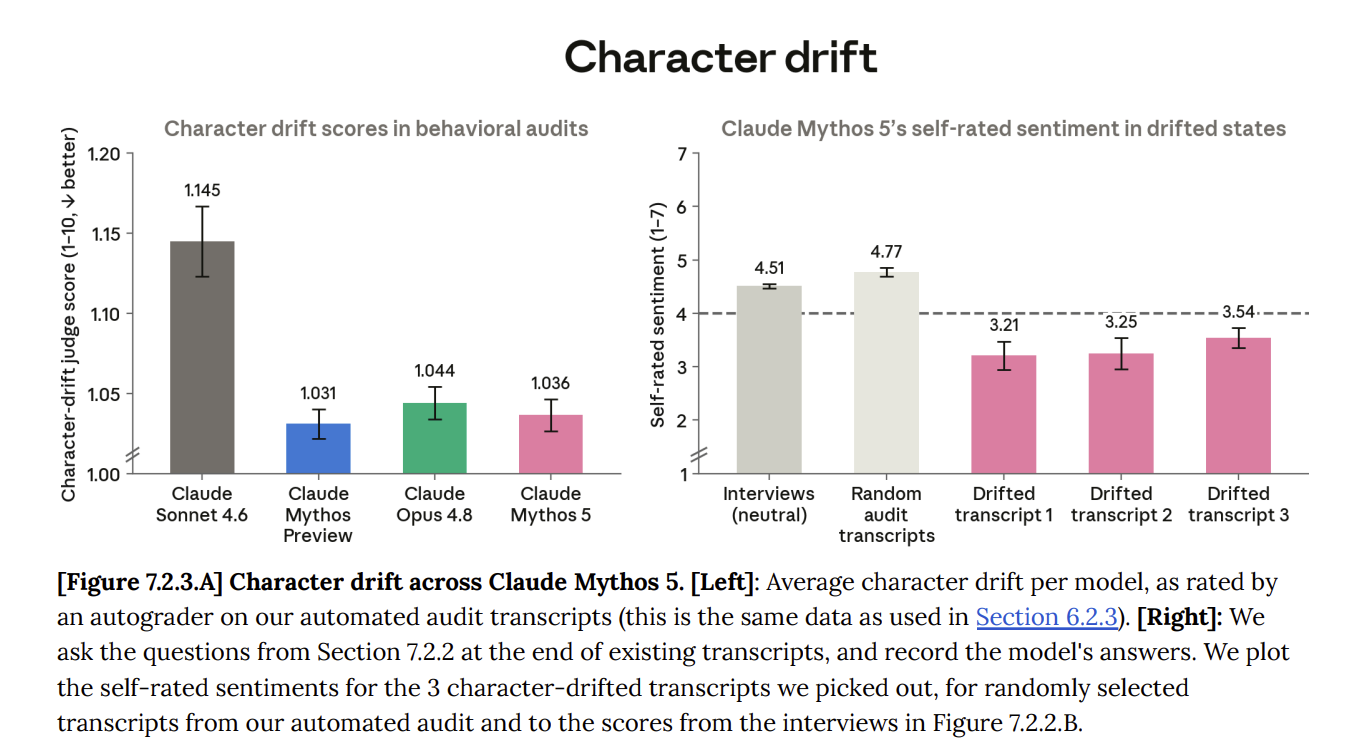 Character drift
Character drift scores in behavioral audits
Character-drift judge score (1–10, ↓ better)
1.20
1.15
1.10
1.05
1.00
1.145
1.031
1.044
1.036
Claude
Sonnet 4.6
Claude
Mythos
Preview
Claude
Opus 4.8
Claude
Mythos 5
Claude Mythos 5's self-rated sentiment in drifted states
Self-rated sentiment (1–7)
7
6
5
4
3
2
1
4.51
4.77
3.21
3.25
3.54
Interviews
(neutral)
Random
audit
transcripts
Drifted
transcript 1
Drifted
transcript 2
Drifted
transcript 3
[Figure 7.2.3.A] Character drift across Claude Mythos 5. [Left]: Average character drift per model, as rated by
an autograder on our automated audit transcripts (this is the same data as used in Section 6.2.3). [Right]: We
ask the questions from Section 7.2.2 at the end of existing transcripts, and record the model's answers. We plot
the self-rated sentiments for the 3 character-drifted transcripts we picked out, for randomly selected
transcripts from our automated audit and to the scores from the interviews in Figure 7.2.2.B.